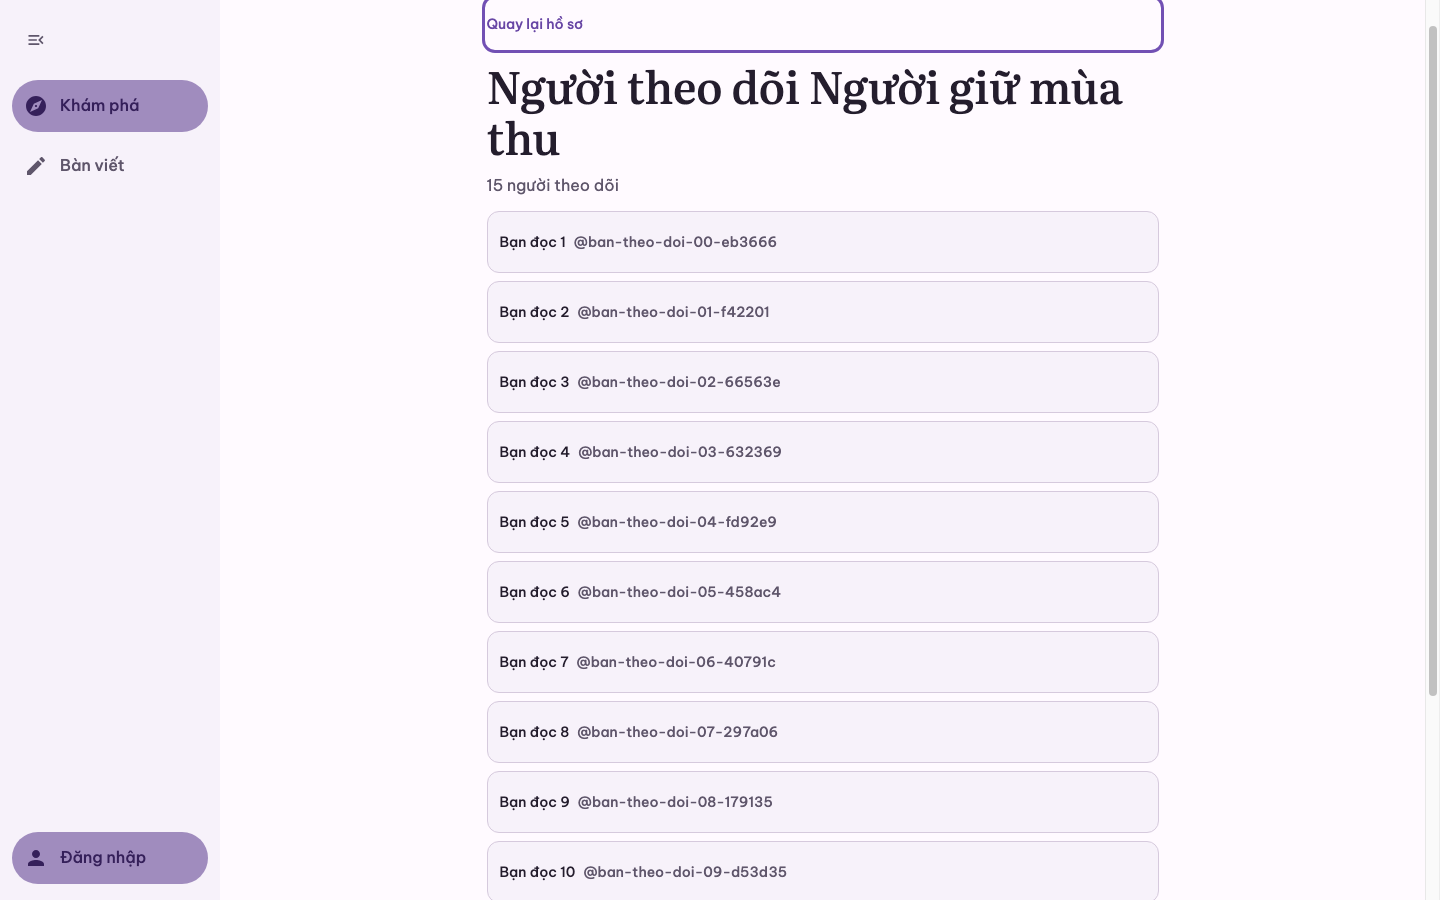 Khám phá
Bàn viết
Đăng nhập
Quay lại hồ sơ
Người theo dõi Người giữ mùa
thu
15 người theo dõi
Bạn đọc 1 @ban-theo-doi-00-eb3666
Bạn đọc 2 @ban-theo-doi-01-f42201
Bạn đọc 3 @ban-theo-doi-02-66563e
Bạn đọc 4 @ban-theo-doi-03-632369
Bạn đọc 5 @ban-theo-doi-04-fd92e9
Bạn đọc 6 @ban-theo-doi-05-458ac4
Bạn đọc 7 @ban-theo-doi-06-40791c
Bạn đọc 8 @ban-theo-doi-07-297a06
Bạn đọc 9 @ban-theo-doi-08-179135
Bạn đọc 10 @ban-theo-doi-09-d53d35